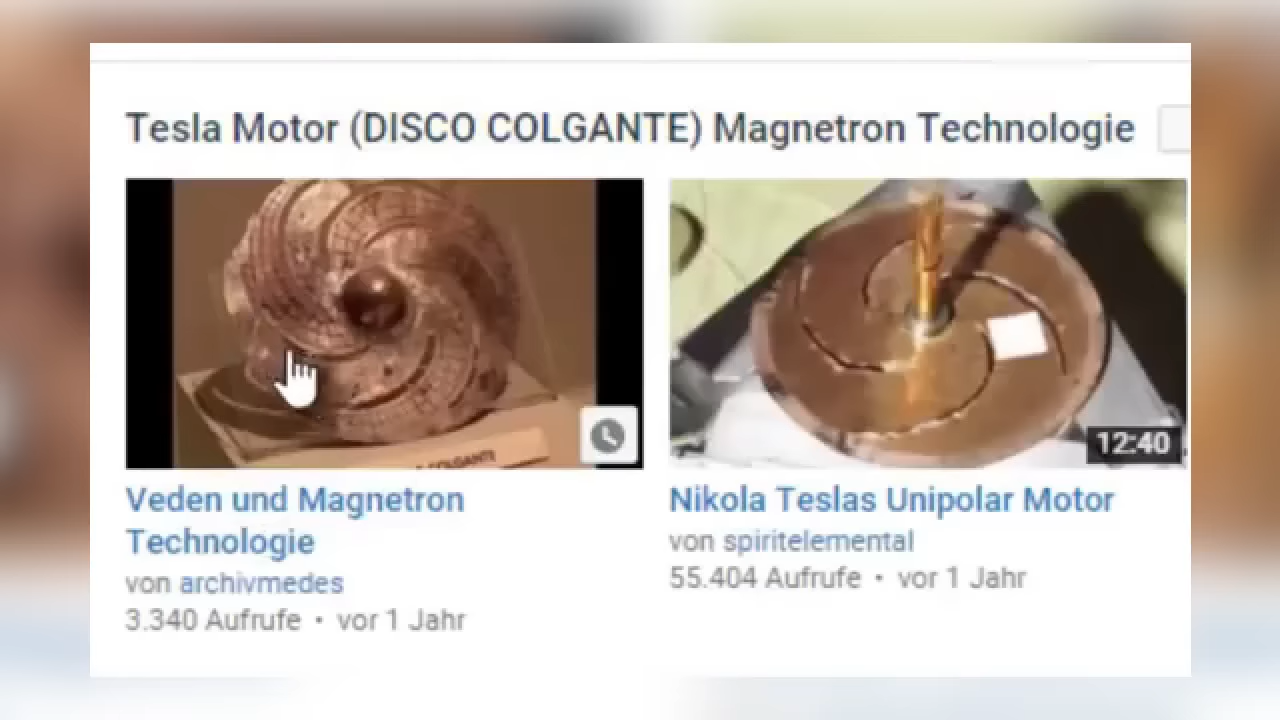 Tesla Motor (DISCO COLGANTE) Magnetron Technologie
COLGANTE
12:40
Veden und Magnetron
Technologie
von archivmedes
3.340 Aufrufe • vor 1 Jahr
Nikola Teslas Unipolar Motor
von spiritelemental
55.404 Aufrufe • vor 1 Jahr